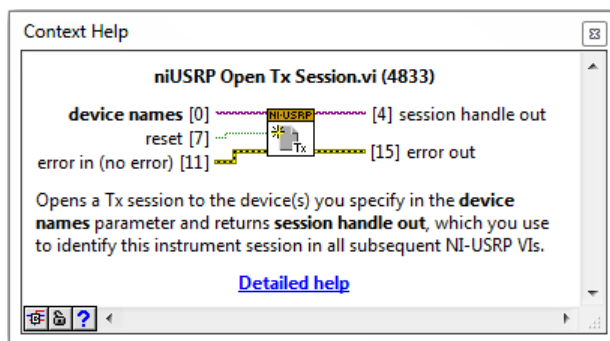 Context Help
niUSRP Open Tx Session.vi (4833)
device names [0]
NI-USRP
[4] session handle out
reset [7]
Tx
error in (no error) [11]
[15] error out
Opens a Tx session to the device(s) you specify in the device
names parameter and returns session handle out, which you use
to identify this instrument session in all subsequent NI-USRP VIs.
Detailed help
?